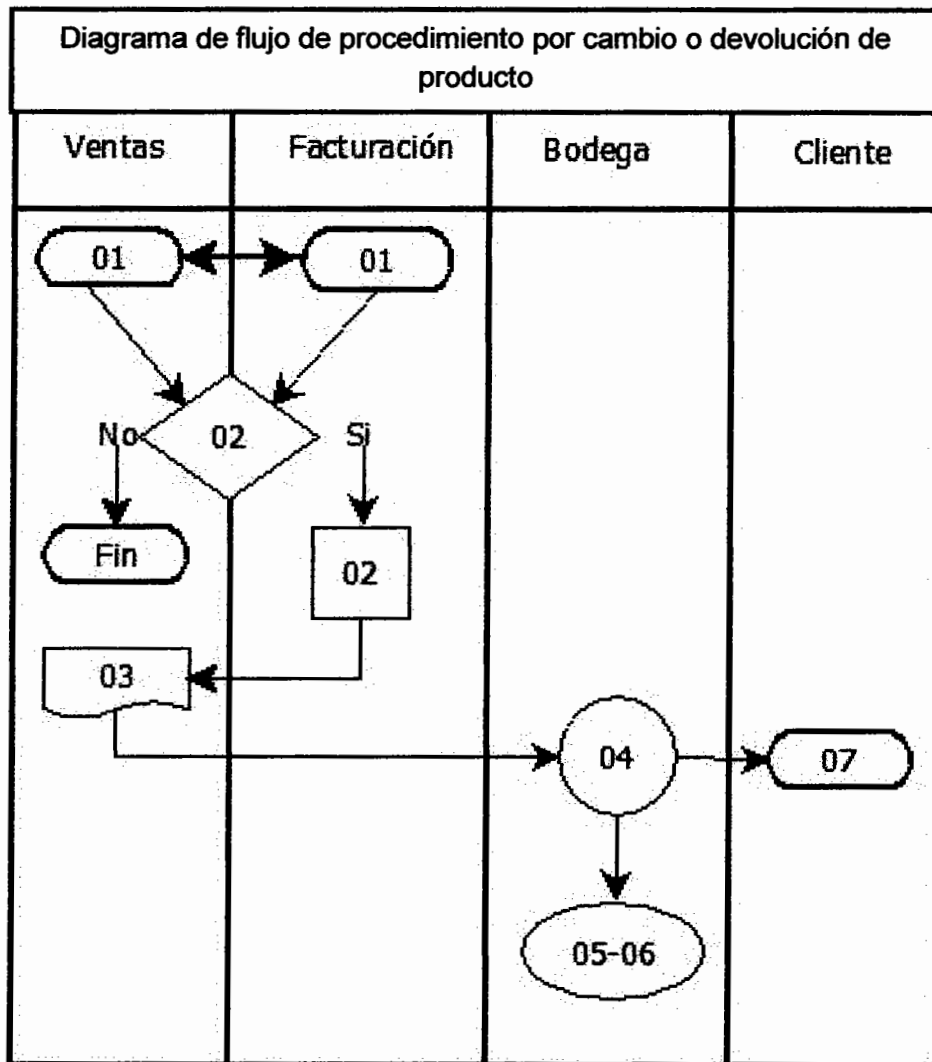 Diagrama de flujo de procedimiento por cambio o devolución de
producto
Ventas Facturación Bodega Cliente
01 01
No 02 Si
Fin 02
03
04 07
05-06